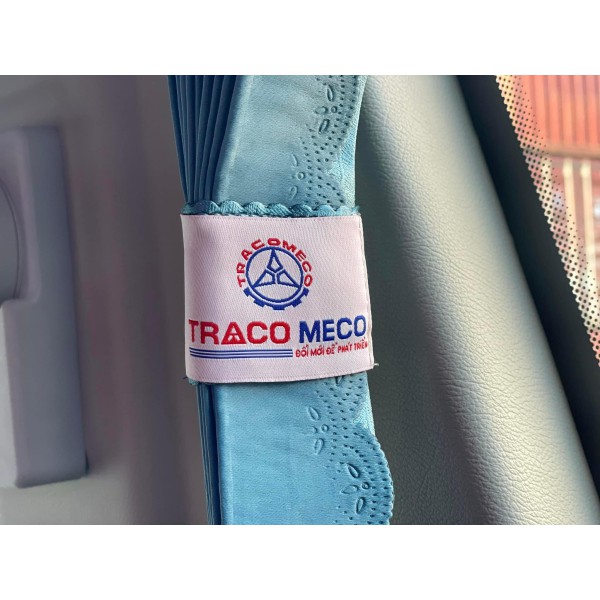 TRACOMECO
TRACO MECO
ĐỔI MỚI ĐỂ PHÁT TRIỂN